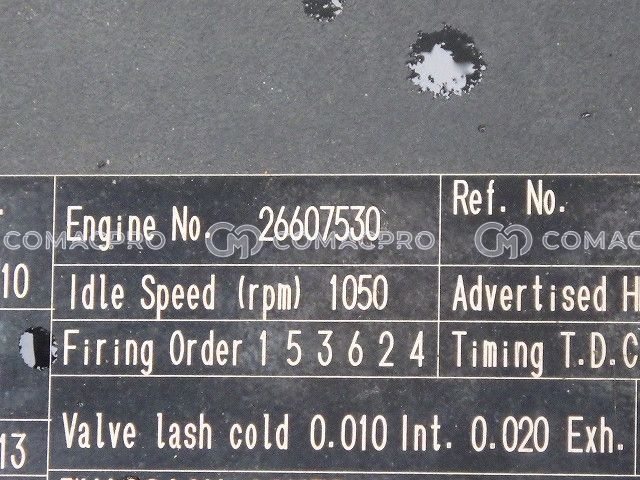 Engine No. 26607530 Ref. No.
COMACPRO COMACPRO COMACPRO
10 Idle Speed (rpm) 1050 Advertised H
Firing Order 1 5 3 6 2 4 Timing T.D.C
13 Valve lash cold 0.010 Int. 0.020 Exh.